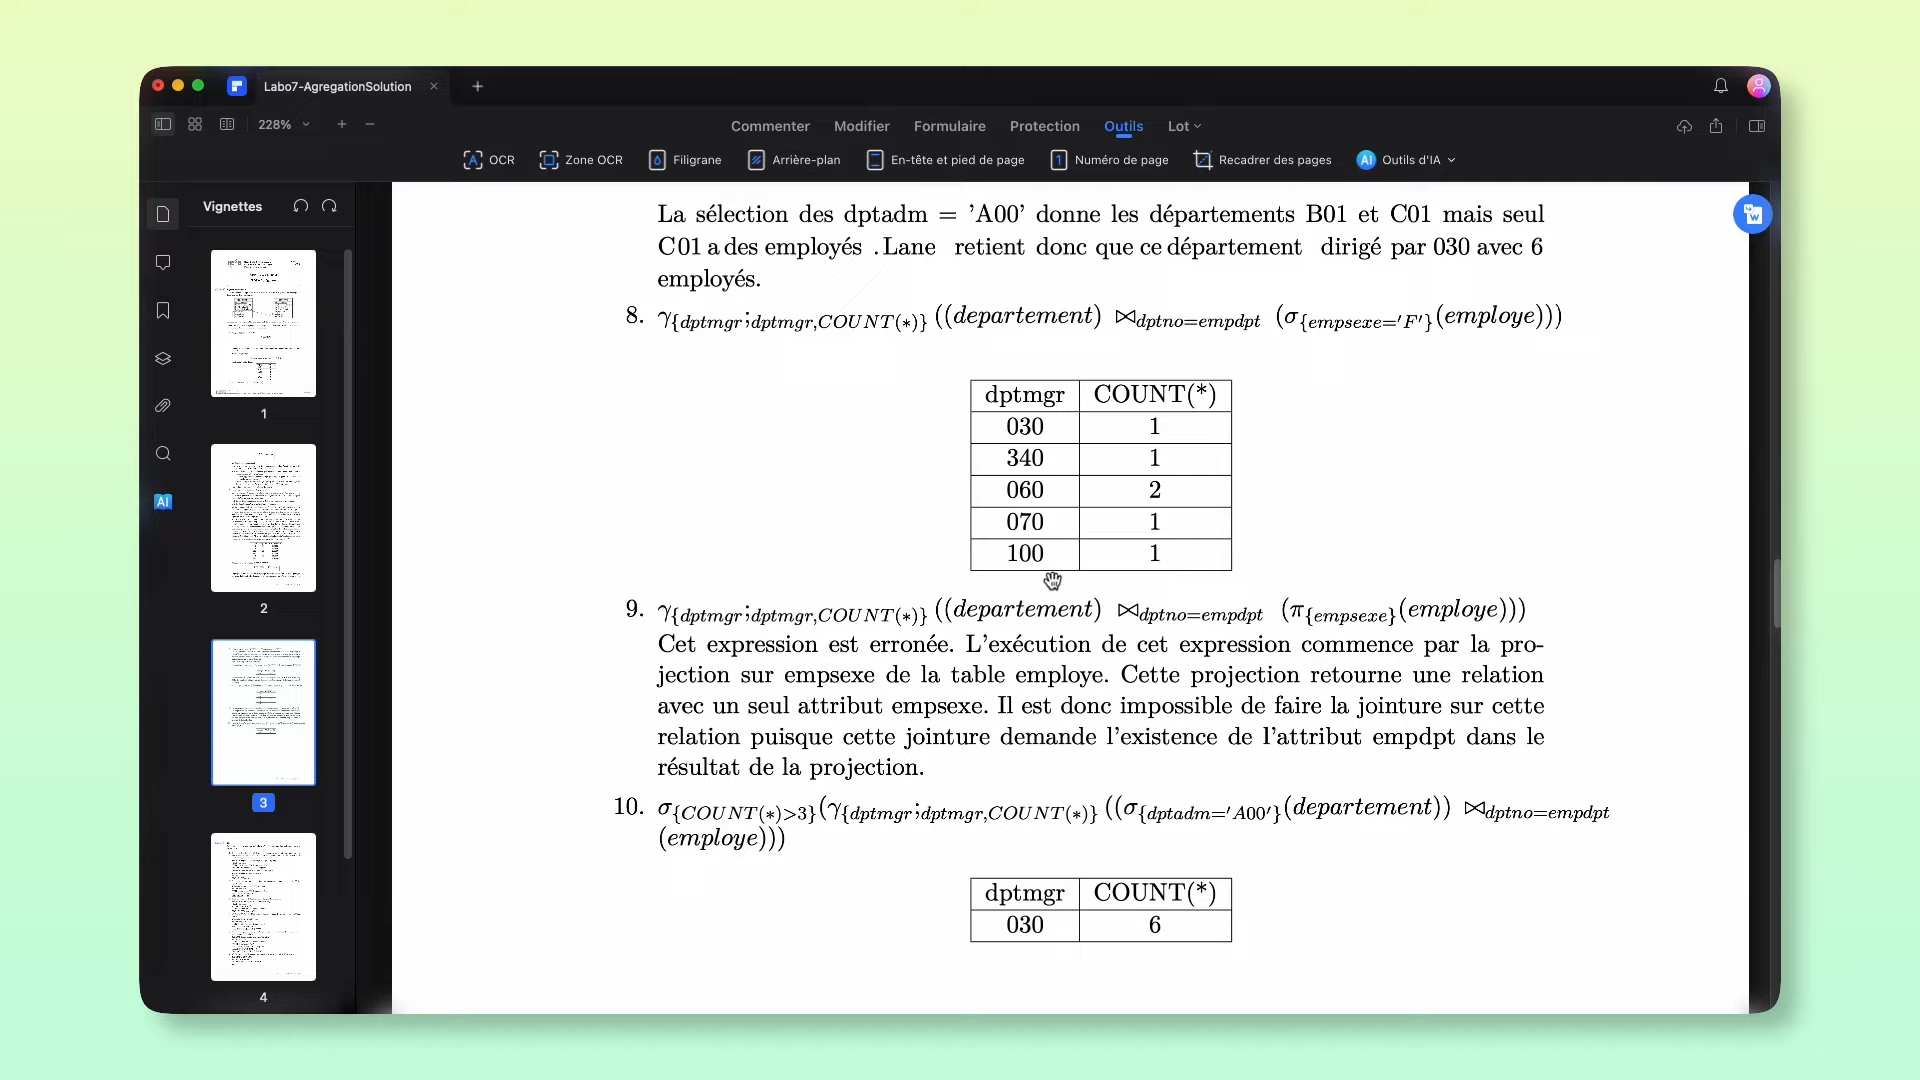 Labo7-AgregationSolution
228%
Commenter Modifier Formulaire Protection Outils Lot
OCR Zone OCR Filigrane Arrière-plan En-tête et pied de page Numéro de page Recadrer des pages AI Outils d'IA
Vignettes
AI
1
2
3
4
La sélection des dptadm = 'A00' donne les départements B01 et C01 mais seul
C01 a des employés . Lane retient donc que ce département dirigé par 030 avec 6
employés.
8. γ{dptmgr;dptmgr,COUNT(*)} ((departement) ⋈dptno=empdpt (σ{empsexe='F'}(employe)))
dptmgr COUNT(*)
030 1
340 1
060 2
070 1
100 1
9. γ{dptmgr;dptmgr,COUNT(*)} ((departement) ⋈dptno=empdpt (π{empsexe}(employe)))
Cet expression est erronée. L'exécution de cet expression commence par la pro-
jection sur empsexe de la table employe. Cette projection retourne une relation
avec un seul attribut empsexe. Il est donc impossible de faire la jointure sur cette
relation puisque cette jointure demande l'existence de l'attribut empdpt dans le
résultat de la projection.
10. σ{COUNT(*)>3}(γ{dptmgr;dptmgr,COUNT(*)} ((σ{dptadm='A00'}(departement)) ⋈dptno=empdpt
(employe)))
dptmgr COUNT(*)
030 6